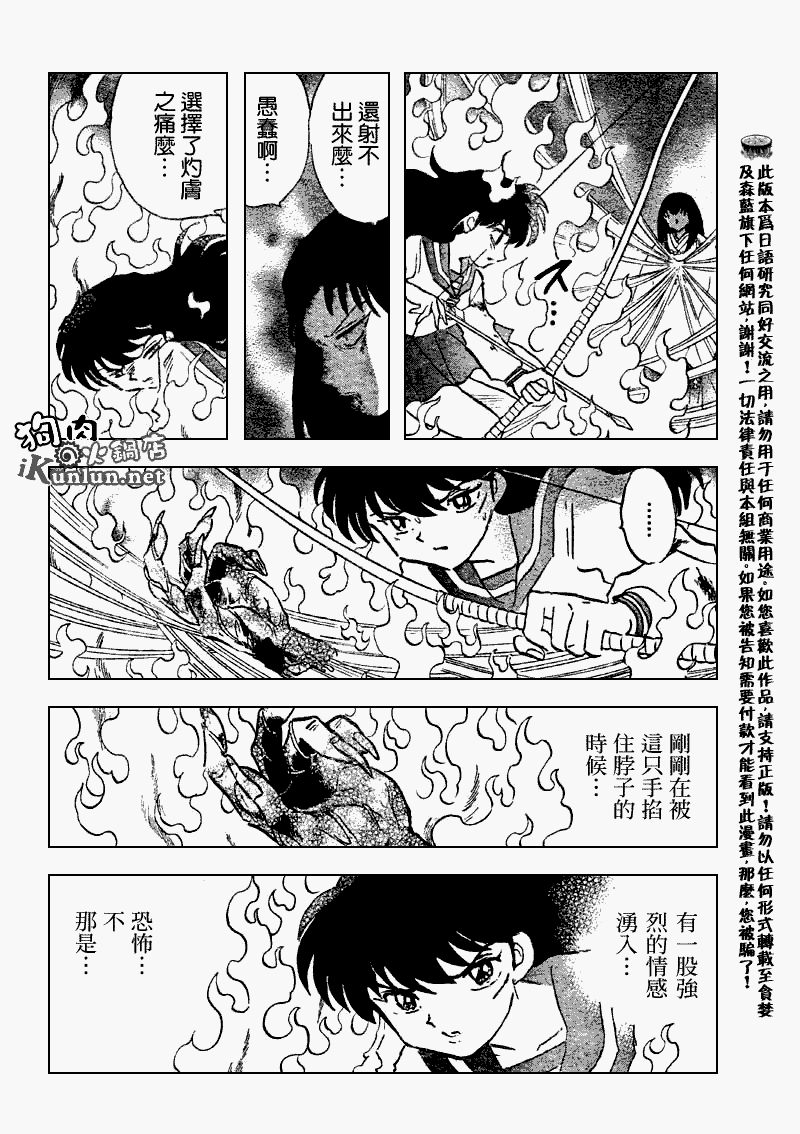 ス…
還射不
出來麼…
愚蠢啊…
選擇了灼膚
之痛麼…
……
剛剛在被
這只手掐
住脖子的
時候…
有一股強
烈的情感
湧入…
恐怖…
不
那是…
狗肉火鍋店
iKunlun.net
此版本爲日語研究同好交流之用，請勿用于任何商業用途。如您喜歡此作品，請支持正版！請勿以任何形式轉載至貪婪
及森藍旗下任何網站，謝謝！一切法律責任與本組無關。如果您被告知需要付款才能看到此漫畫，那麼，您被騙了！